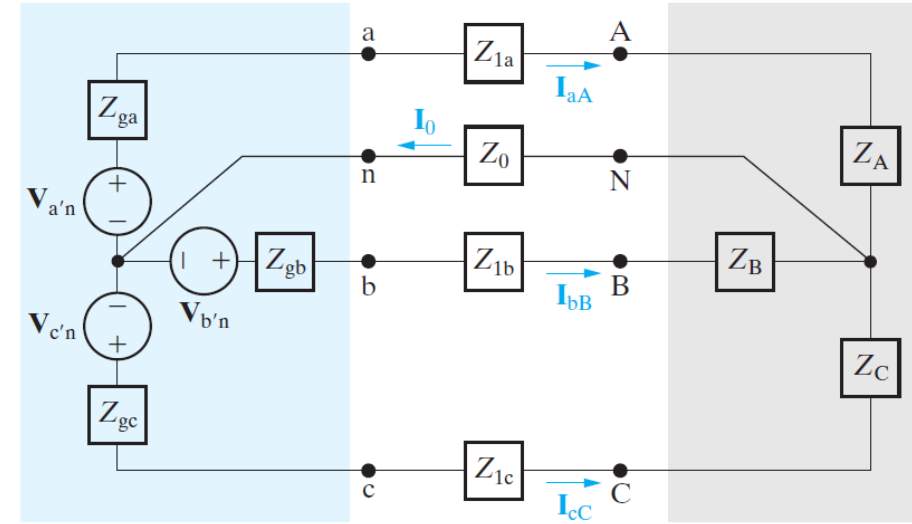 a
Z1a
A
IaA
Zga
I0
n
Z0
N
ZA
+
Va′n
−
− +
Vb′n
Zgb
b
Z1b
IbB
B
ZB
−
Vc′n
+
Zgc
ZC
c
Z1c
IcC
C